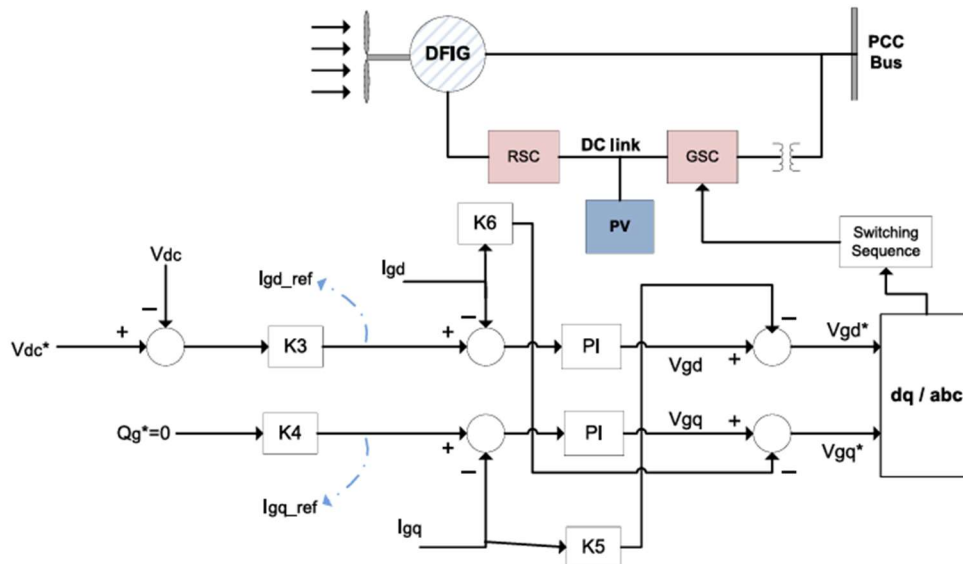 DFIG
PCC
Bus
RSC
DC link
GSC
PV
K6
Switching
Sequence
Vdc
Igd_ref
Igd
−
−
−
+
+
Vdc*
K3
PI
Vgd
+
Vgd*
dq / abc
Qg*=0
K4
+
PI
Vgq
+
Vgq*
−
−
Igq_ref
Igq
K5